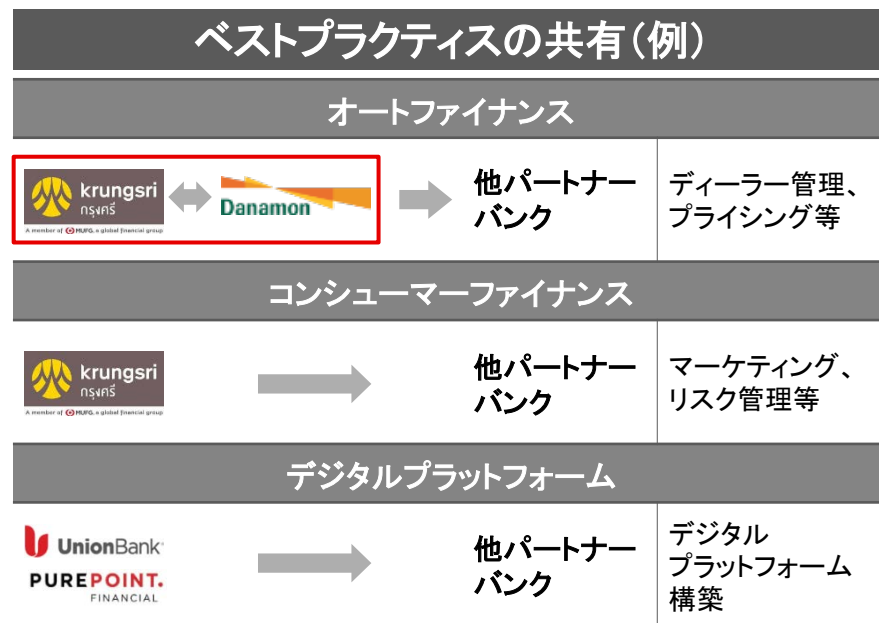 ベストプラクティスの共有(例)
オートファイナンス
krungsri
กรุงศรี
A member of MUFG, a global financial group
Danamon
他パートナー
バンク
ディーラー管理、
プライシング等
コンシューマーファイナンス
krungsri
กรุงศรี
A member of MUFG, a global financial group
他パートナー
バンク
マーケティング、
リスク管理等
デジタルプラットフォーム
UnionBank
PUREPOINT.
FINANCIAL
他パートナー
バンク
デジタル
プラットフォーム
構築